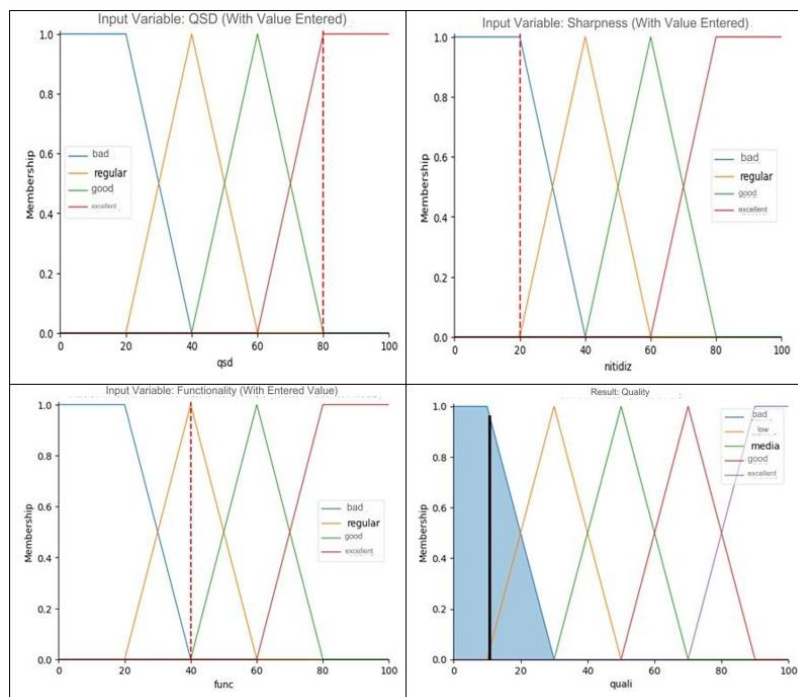 Input Variable: QSD (With Value Entered)
1.0
0.8
0.6
0.4
0.2
0.0
Membership
bad
regular
good
excellent
0 20 40 60 80 100
qsd
Input Variable: Sharpness (With Value Entered)
1.0
0.8
0.6
0.4
0.2
0.0
Membership
bad
regular
good
excellent
0 20 40 60 80 100
nitidiz
Input Variable: Functionality (With Entered Value)
1.0
0.8
0.6
0.4
0.2
0.0
Membership
bad
regular
good
excellent
0 20 40 60 80 100
func
Result: Quality
1.0
0.8
0.6
0.4
0.2
0.0
Membership
bad
low
media
good
excellent
0 20 40 60 80 100
quali